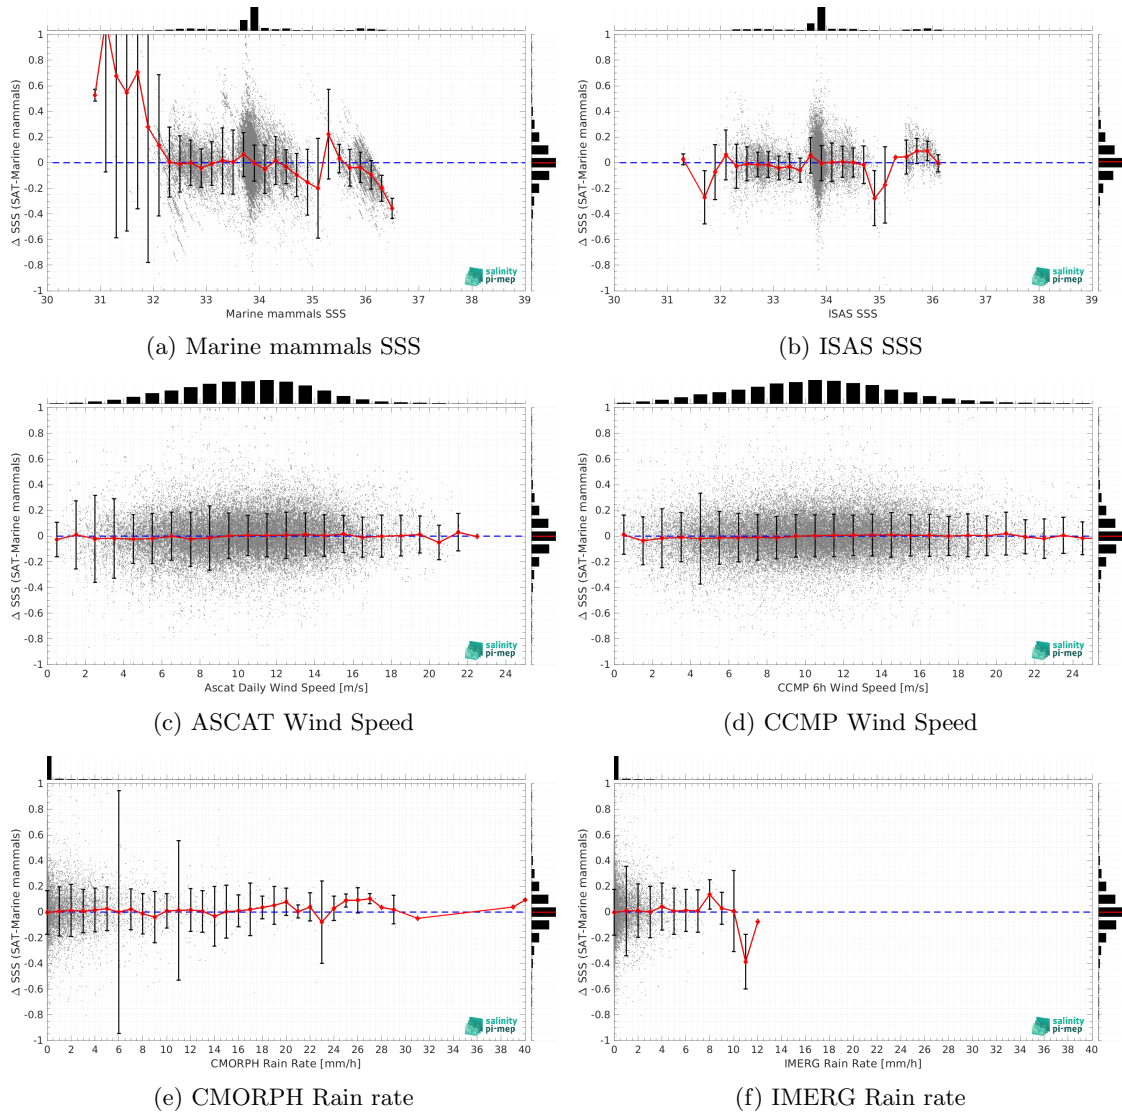 1
0.8
0.6
0.4
0.2
0
-0.2
-0.4
-0.6
-0.8
-1
Δ SSS (SAT-Marine mammals)
30 31 32 33 34 35 36 37 38 39
Marine mammals SSS
salinity
pi-mep
(a) Marine mammals SSS
1
0.8
0.6
0.4
0.2
0
-0.2
-0.4
-0.6
-0.8
-1
Δ SSS (SAT-Marine mammals)
30 31 32 33 34 35 36 37 38 39
ISAS SSS
salinity
pi-mep
(b) ISAS SSS
1
0.8
0.6
0.4
0.2
0
-0.2
-0.4
-0.6
-0.8
-1
Δ SSS (SAT-Marine mammals)
0 2 4 6 8 10 12 14 16 18 20 22 24
Ascat Daily Wind Speed [m/s]
salinity
pi-mep
(c) ASCAT Wind Speed
1
0.8
0.6
0.4
0.2
0
-0.2
-0.4
-0.6
-0.8
-1
Δ SSS (SAT-Marine mammals)
0 2 4 6 8 10 12 14 16 18 20 22 24
CCMP 6h Wind Speed [m/s]
salinity
pi-mep
(d) CCMP Wind Speed
1
0.8
0.6
0.4
0.2
0
-0.2
-0.4
-0.6
-0.8
-1
Δ SSS (SAT-Marine mammals)
0 2 4 6 8 10 12 14 16 18 20 22 24 26 28 30 32 34 36 38 40
CMORPH Rain Rate [mm/h]
salinity
pi-mep
(e) CMORPH Rain rate
1
0.8
0.6
0.4
0.2
0
-0.2
-0.4
-0.6
-0.8
-1
Δ SSS (SAT-Marine mammals)
0 2 4 6 8 10 12 14 16 18 20 22 24 26 28 30 32 34 36 38 40
IMERG Rain Rate [mm/h]
salinity
pi-mep
(f) IMERG Rain rate